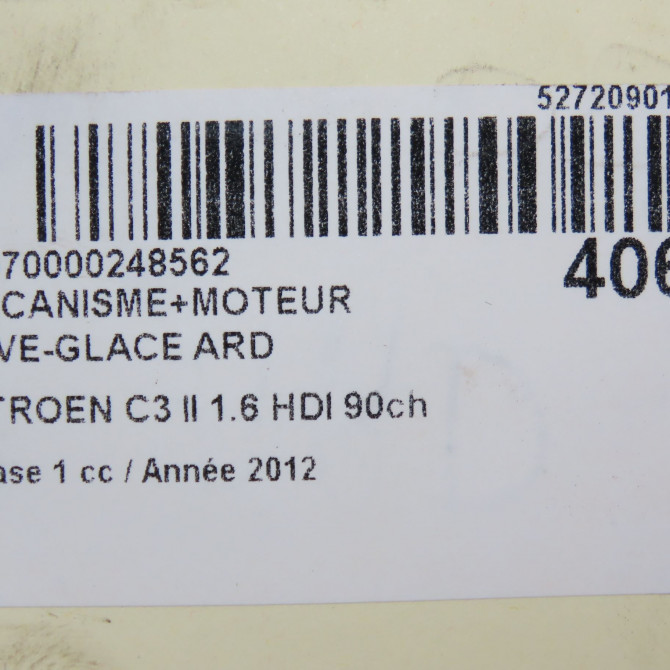 52720901
70000248562
406
CANISME+MOTEUR
VE-GLACE ARD
TROEN C3 II 1.6 HDI 90ch
ase 1 cc / Année 2012